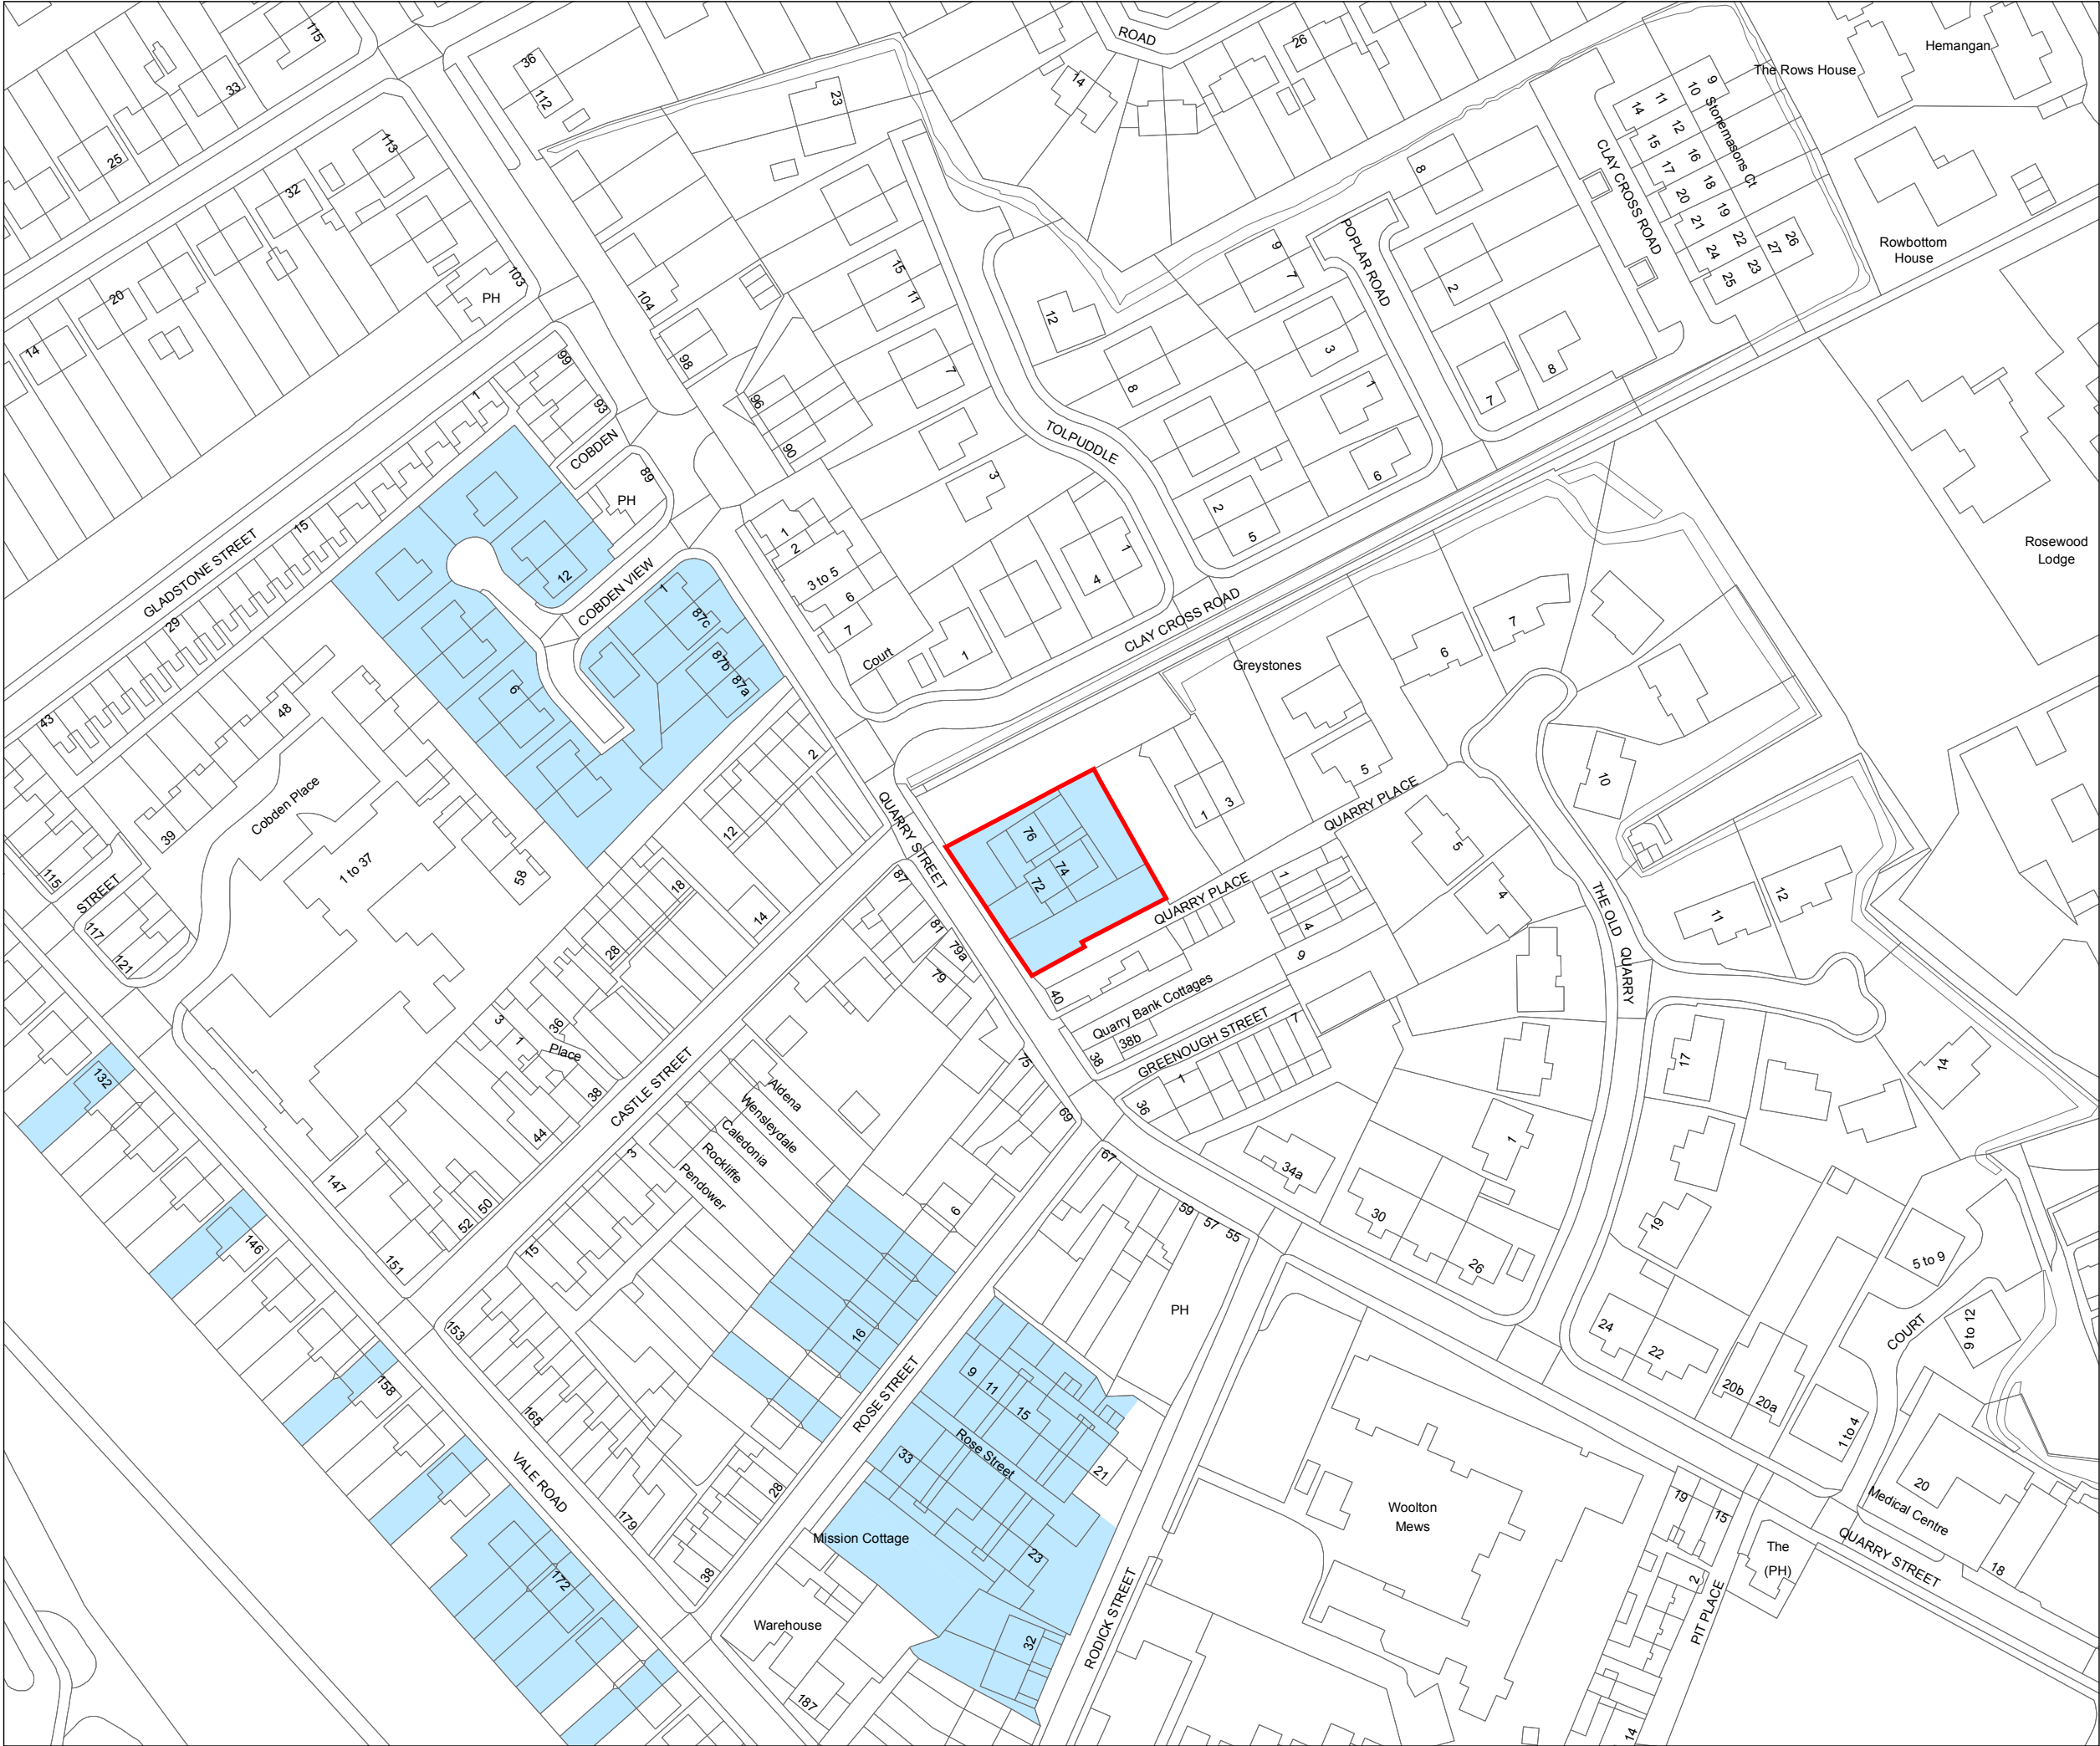 115
36
112
33
25
113
32
20
14
103
PH
23
ROAD
14
26
The Rows House
Hemangan
9
10
11
14
Stonemasons Ct
12
15
16
17
18
20
19
21
22
24
23
25
26
27
CLAY CROSS ROAD
Rowbottom
House
8
POPLAR ROAD
2
9
7
3
1
6
8
7
12
8
2
5
TOLPUDDLE
15
11
7
3
104
98
96
90
1
4
1
1
2
3 to 5
6
7
Court
99
93
COBDEN
89
PH
1
15
29
43
GLADSTONE STREET
12
COBDEN VIEW
1
87c
87b
87a
6
48
39
Cobden Place
1 to 37
58
115
STREET
117
121
CLAY CROSS ROAD
Greystones
6
7
5
1
3
QUARRY PLACE
10
Rosewood
Lodge
QUARRY STREET
76
74
72
2
12
18
14
28
36
3
1
Place
38
44
CASTLE STREET
87
81
79a
79
75
69
40
QUARRY PLACE
1
4
9
Quarry Bank Cottages
38
38b
GREENOUGH STREET
7
1
36
5
4
THE OLD
QUARRY
11
12
17
14
1
19
34a
30
26
24
22
20b
20a
5 to 9
COURT
9 to 12
1 to 4
132
146
147
151
52
50
158
153
15
3
Aldena
Wensleydale
Caledonia
Rockliffe
Pendower
6
67
59
57
55
PH
16
ROSE STREET
165
179
VALE ROAD
172
28
38
9
11
15
Rose Street
33
21
23
32
Mission Cottage
Warehouse
187
RODICK STREET
Woolton
Mews
19
15
2
PIT PLACE
14
The
(PH)
QUARRY STREET
20
Medical Centre
18